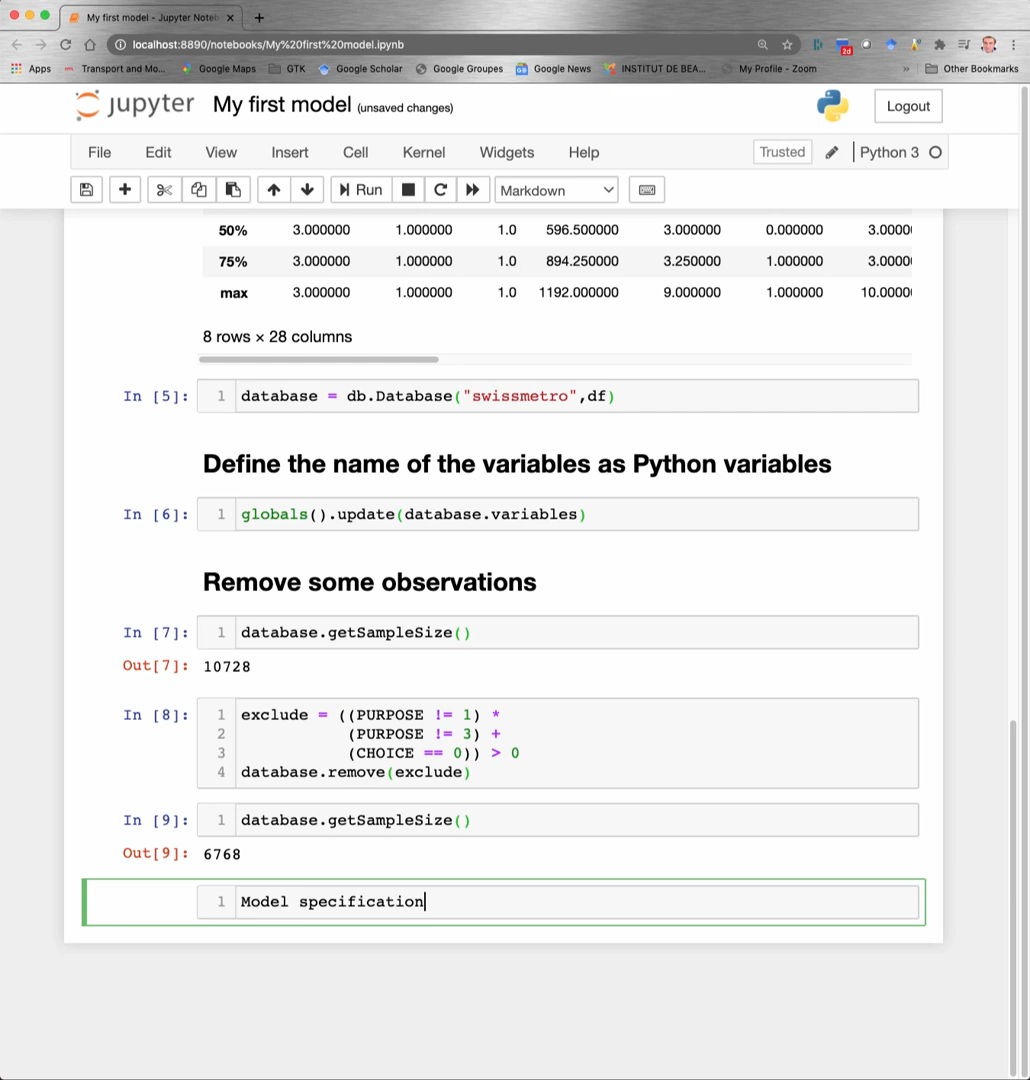 My first model - Jupyter Noteb
localhost:8890/notebooks/My%20first%20model.ipynb
2d
Apps Transport and Mo... Google Maps GTK Google Scholar Google Groupes Google News INSTITUT DE BEA... My Profile - Zoom » Other Bookmarks
jupyter My first model (unsaved changes) Logout
File Edit View Insert Cell Kernel Widgets Help Trusted Python 3
Run Markdown
50% 3.000000 1.000000 1.0 596.500000 3.000000 0.000000 3.0000
75% 3.000000 1.000000 1.0 894.250000 3.250000 1.000000 3.0000
max 3.000000 1.000000 1.0 1192.000000 9.000000 1.000000 10.0000
8 rows × 28 columns
In [5]: 1 database = db.Database("swissmetro",df)
Define the name of the variables as Python variables
In [6]: 1 globals().update(database.variables)
Remove some observations
In [7]: 1 database.getSampleSize()
Out[7]: 10728
In [8]: 1 exclude = ((PURPOSE != 1) *
2 (PURPOSE != 3) +
3 (CHOICE == 0)) > 0
4 database.remove(exclude)
In [9]: 1 database.getSampleSize()
Out[9]: 6768
1 Model specification